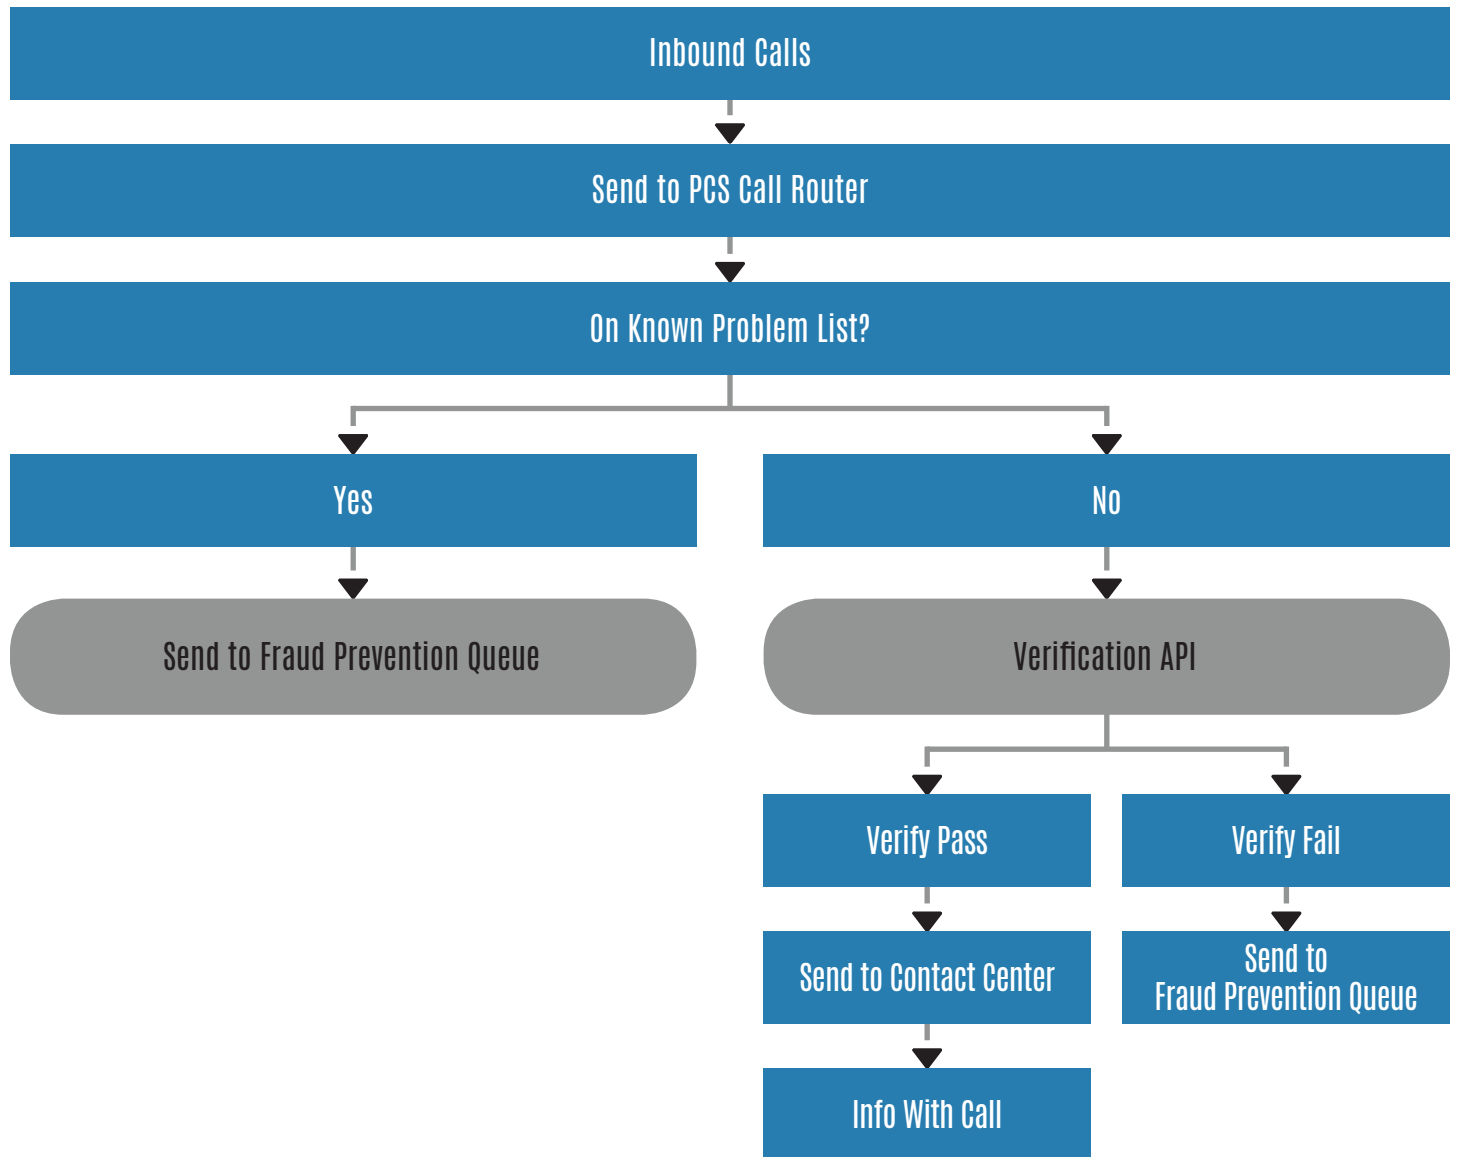 Inbound Calls
Send to PCS Call Router
On Known Problem List?
Yes
No
Send to Fraud Prevention Queue
Verification API
Verify Pass
Verify Fail
Send to Contact Center
Send to
Fraud Prevention Queue
Info With Call